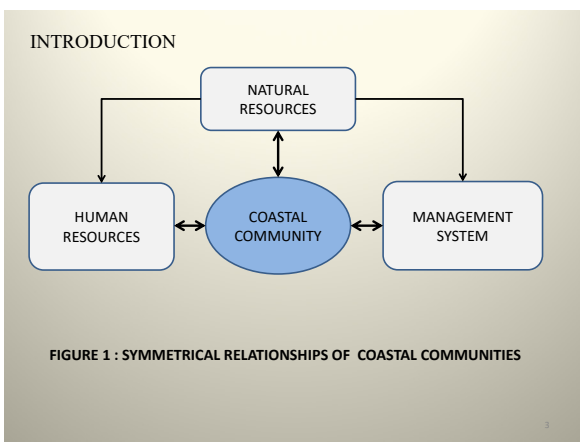 INTRODUCTION
NATURAL
RESOURCES
HUMAN
RESOURCES
COASTAL
COMMUNITY
MANAGEMENT
SYSTEM
FIGURE 1 : SYMMETRICAL RELATIONSHIPS OF COASTAL COMMUNITIES
3